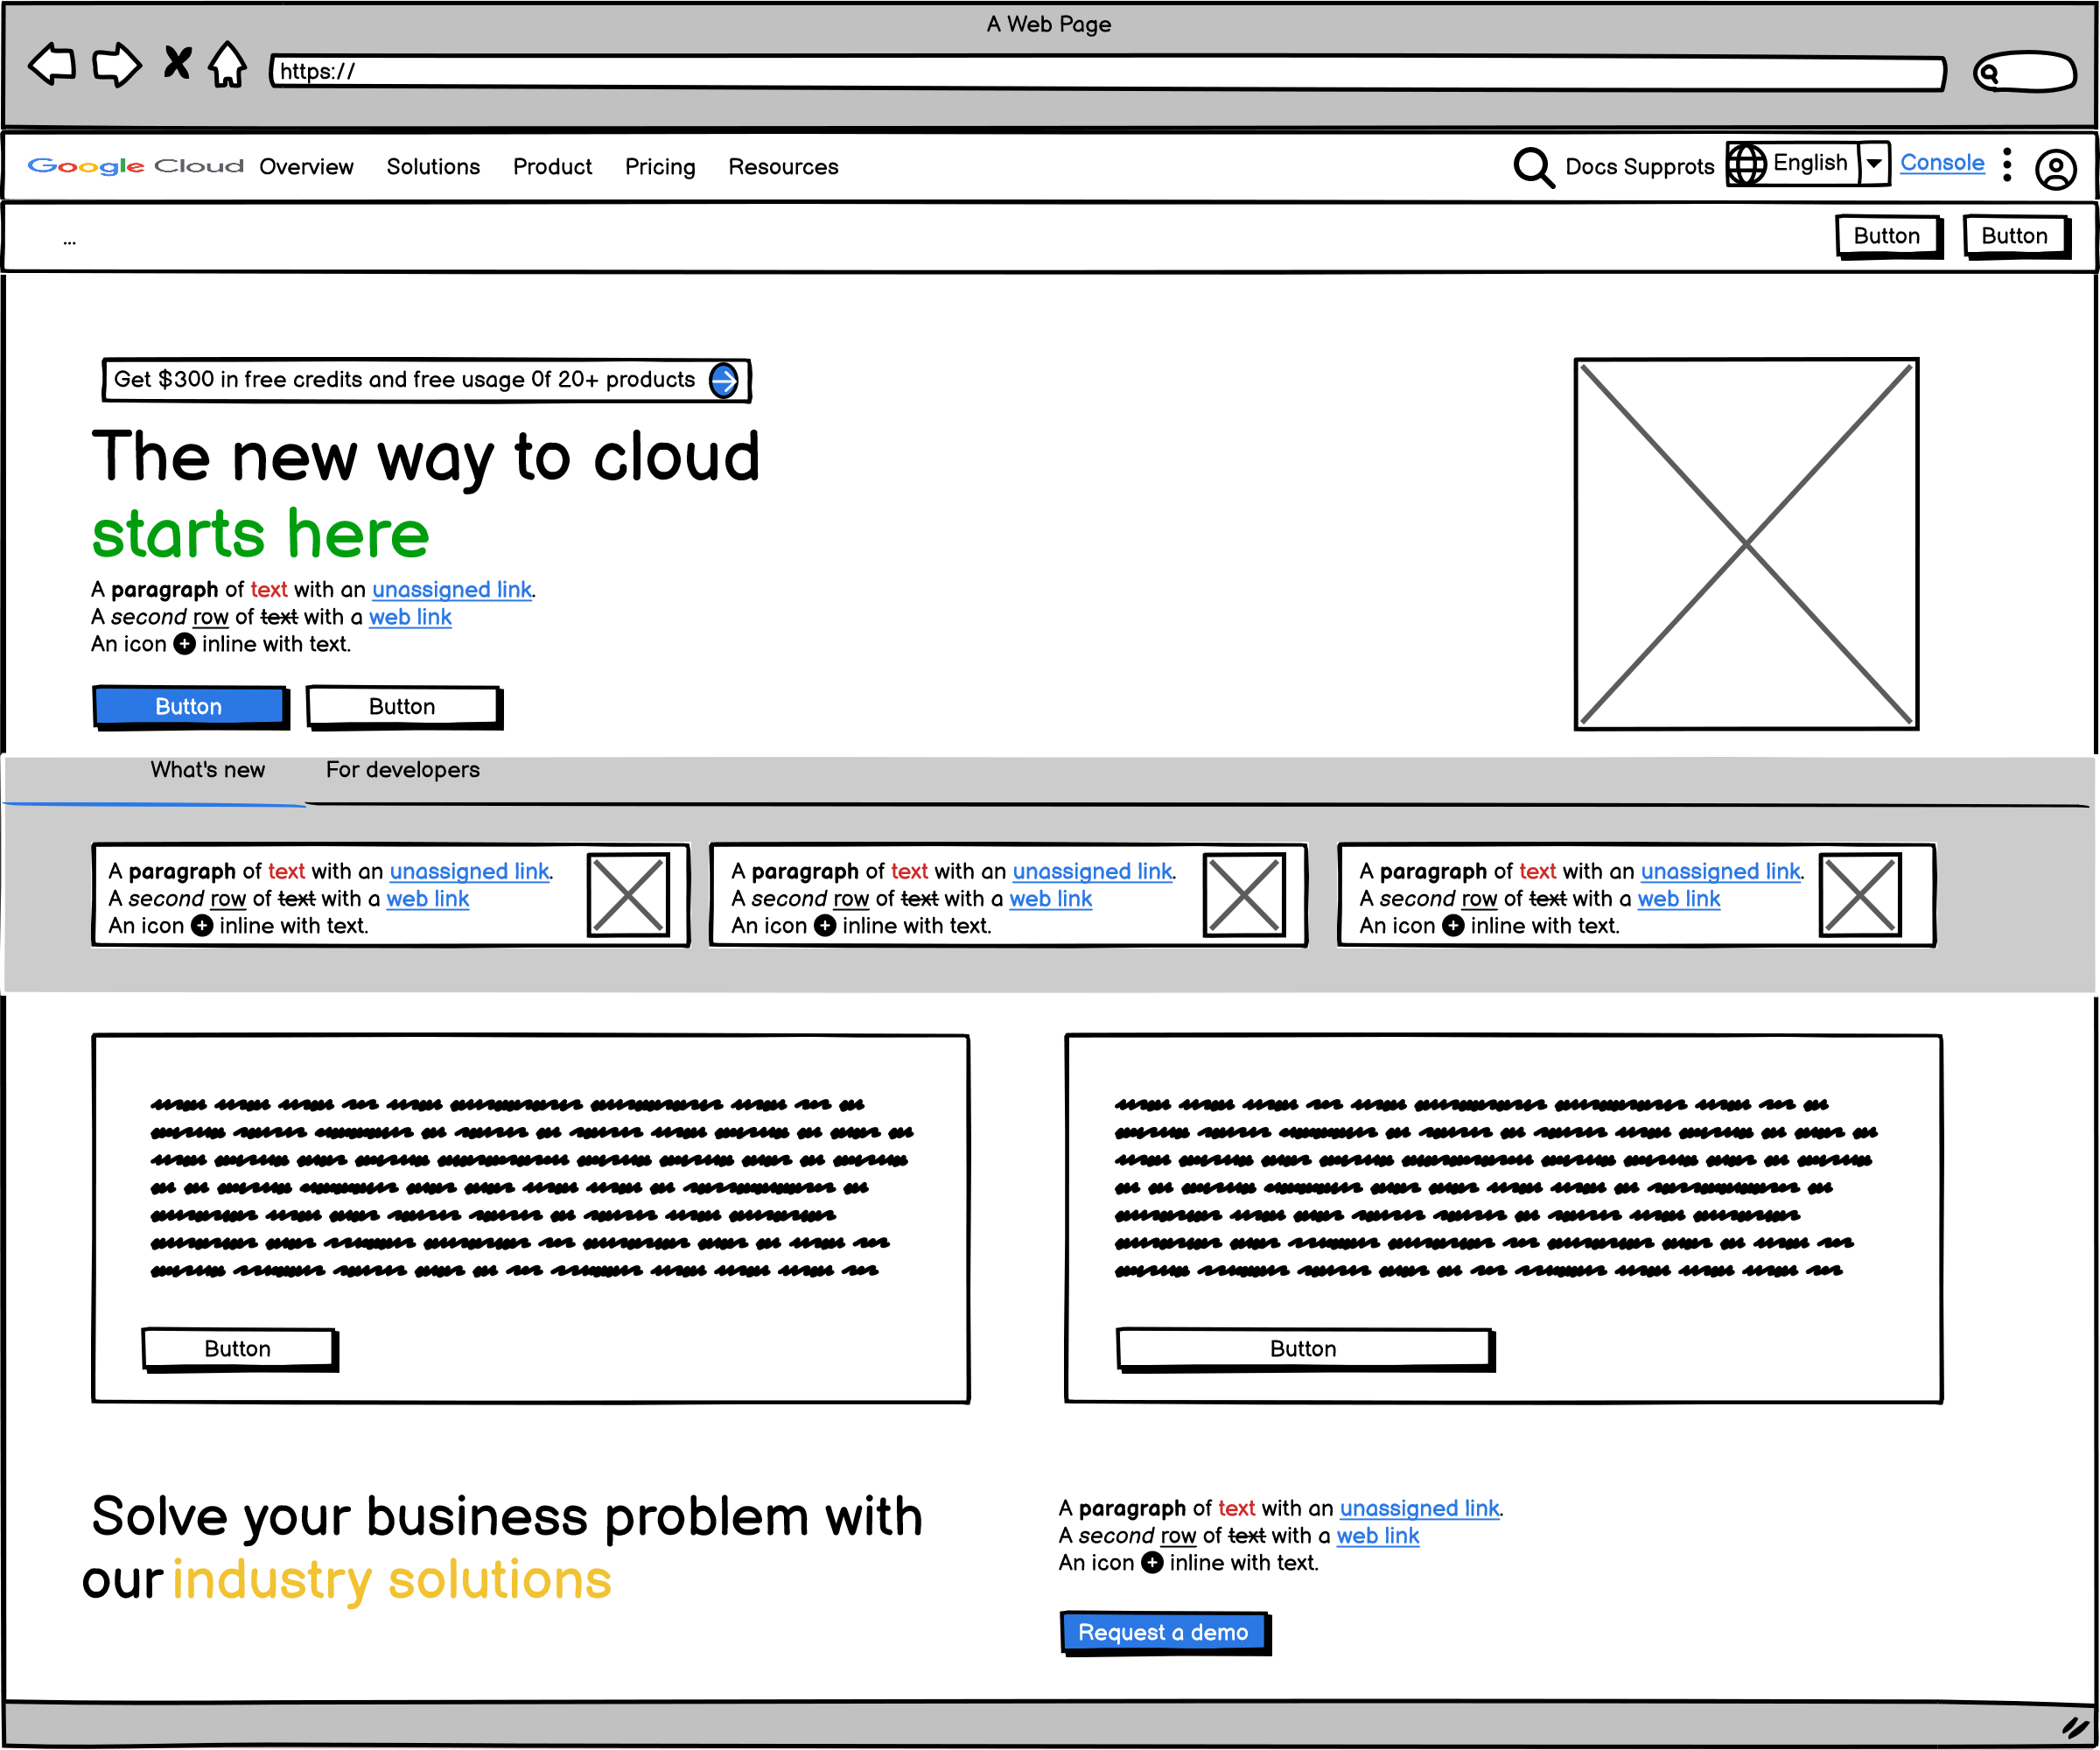 A Web Page
https://
Google Cloud Overview Solutions Product Pricing Resources Docs Supprots English Console
... Button Button
Get $300 in free credits and free usage 0f 20+ products
The new way to cloud
starts here
A paragraph of text with an unassigned link.
A second row of text with a web link
An icon inline with text.
Button Button
What's new For developers
A paragraph of text with an unassigned link.
A second row of text with a web link
An icon inline with text.
A paragraph of text with an unassigned link.
A second row of text with a web link
An icon inline with text.
A paragraph of text with an unassigned link.
A second row of text with a web link
An icon inline with text.
Button
Button
Solve your business problem with
our industry solutions
A paragraph of text with an unassigned link.
A second row of text with a web link
An icon inline with text.
Request a demo